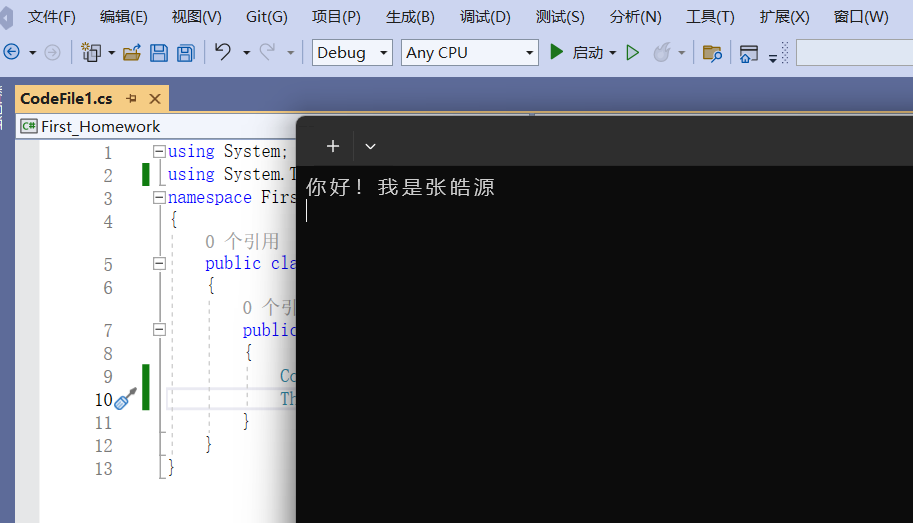 文件(F) 编辑(E) 视图(V) Git(G) 项目(P) 生成(B) 调试(D) 测试(S) 分析(N) 工具(T) 扩展(X) 窗口(W)
Debug Any CPU 启动
CodeFile1.cs
First_Homework
1 using System;
2 using System.T
3 namespace Firs
4 {
0 个引用
5 public cla
6 {
0 个引
7 public
8 {
9 Co
10 Th
11 }
12 }
13 }
你好！我是张皓源